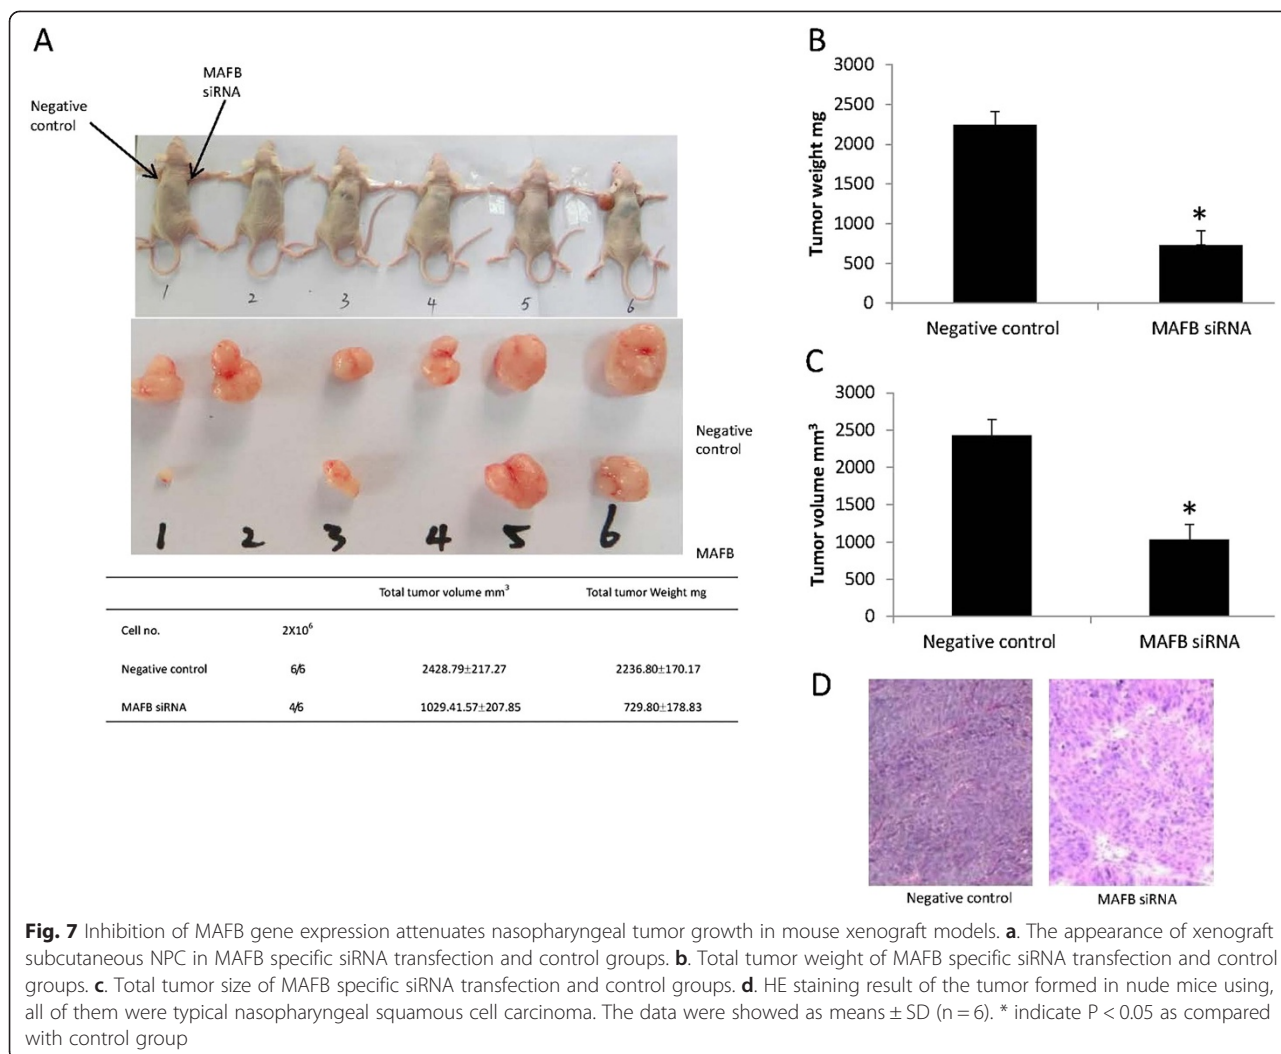 A
Negative
control
MAFB
siRNA
1 2 3 4 5 6
Negative
control
1 2 3 4 5 6
MAFB
Total tumor volume mm³ Total tumor Weight mg
Cell no. 2X10⁶
Negative control 6/6 2428.79±217.27 2236.80±170.17
MAFB siRNA 4/6 1029.41.57±207.85 729.80±178.83
B
Tumor weight mg
3000
2500
2000
1500
1000
500
0
*
Negative control MAFB siRNA
C
Tumor volume mm³
3000
2500
2000
1500
1000
500
0
*
Negative control MAFB siRNA
D
Negative control MAFB siRNA
Fig. 7 Inhibition of MAFB gene expression attenuates nasopharyngeal tumor growth in mouse xenograft models. a. The appearance of xenograft
subcutaneous NPC in MAFB specific siRNA transfection and control groups. b. Total tumor weight of MAFB specific siRNA transfection and control
groups. c. Total tumor size of MAFB specific siRNA transfection and control groups. d. HE staining result of the tumor formed in nude mice using,
all of them were typical nasopharyngeal squamous cell carcinoma. The data were showed as means ± SD (n = 6). * indicate P < 0.05 as compared
with control group